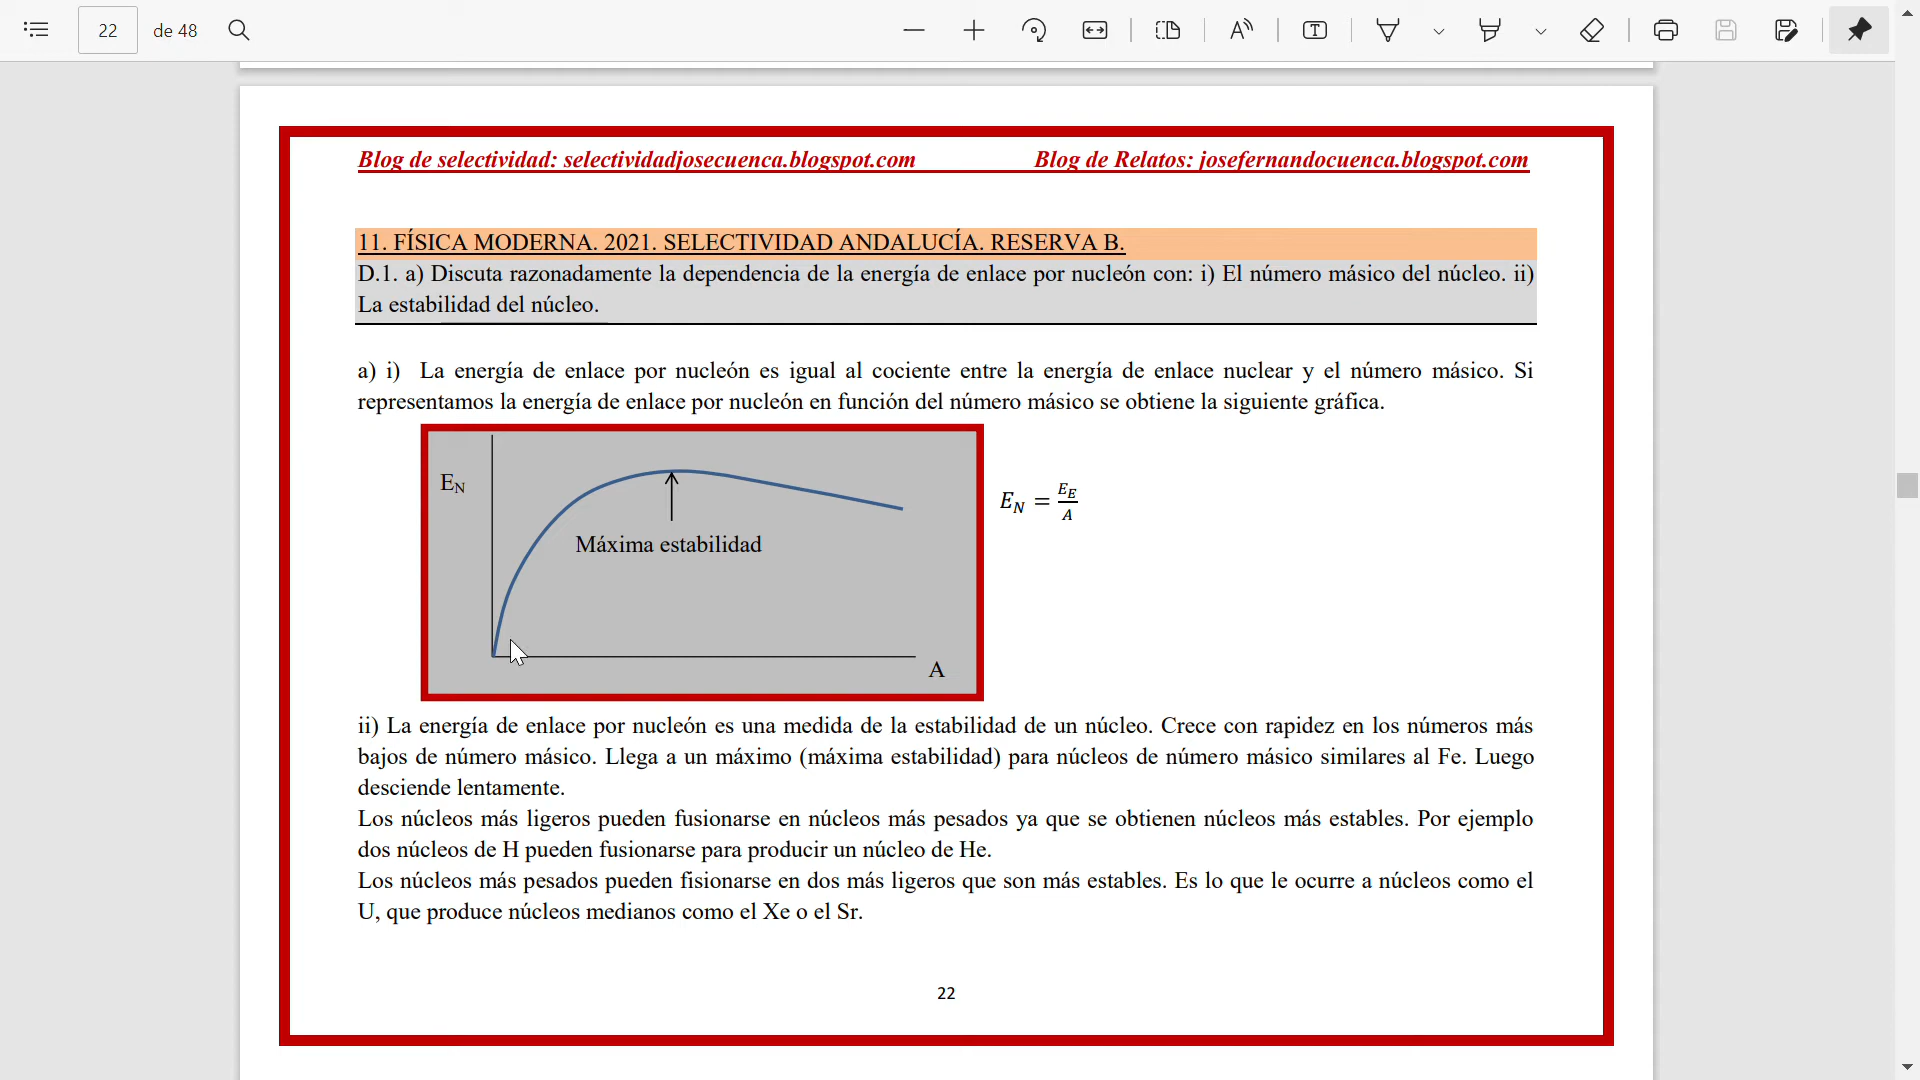 22 de 48
Blog de selectividad: selectividadjosecuenca.blogspot.com Blog de Relatos: josefernandocuenca.blogspot.com
11. FÍSICA MODERNA. 2021. SELECTIVIDAD ANDALUCÍA. RESERVA B.
D.1. a) Discuta razonadamente la dependencia de la energía de enlace por nucleón con: i) El número másico del núcleo. ii)
La estabilidad del núcleo.
a) i) La energía de enlace por nucleón es igual al cociente entre la energía de enlace nuclear y el número másico. Si
representamos la energía de enlace por nucleón en función del número másico se obtiene la siguiente gráfica.
E_N
Máxima estabilidad
A
E_N = E_E/A
ii) La energía de enlace por nucleón es una medida de la estabilidad de un núcleo. Crece con rapidez en los números más
bajos de número másico. Llega a un máximo (máxima estabilidad) para núcleos de número másico similares al Fe. Luego
desciende lentamente.
Los núcleos más ligeros pueden fusionarse en núcleos más pesados ya que se obtienen núcleos más estables. Por ejemplo
dos núcleos de H pueden fusionarse para producir un núcleo de He.
Los núcleos más pesados pueden fisionarse en dos más ligeros que son más estables. Es lo que le ocurre a núcleos como el
U, que produce núcleos medianos como el Xe o el Sr.
22